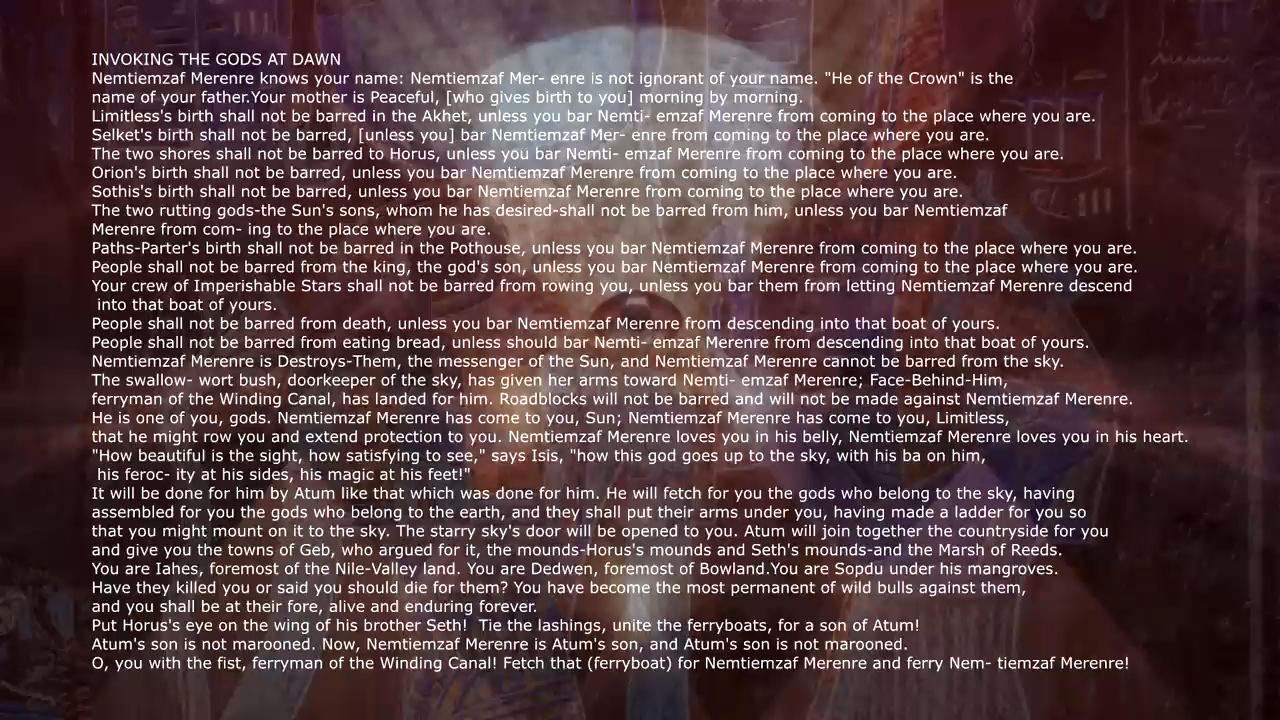 INVOKING THE GODS AT DAWN
Nemtiemzaf Merenre knows your name: Nemtiemzaf Mer- enre is not ignorant of your name. "He of the Crown" is the
name of your father.Your mother is Peaceful, [who gives birth to you] morning by morning.
Limitless's birth shall not be barred in the Akhet, unless you bar Nemti- emzaf Merenre from coming to the place where you are.
Selket's birth shall not be barred, [unless you] bar Nemtiemzaf Mer- enre from coming to the place where you are.
The two shores shall not be barred to Horus, unless you bar Nemti- emzaf Merenre from coming to the place where you are.
Orion's birth shall not be barred, unless you bar Nemtiemzaf Merenre from coming to the place where you are.
Sothis's birth shall not be barred, unless you bar Nemtiemzaf Merenre from coming to the place where you are.
The two rutting gods-the Sun's sons, whom he has desired-shall not be barred from him, unless you bar Nemtiemzaf
Merenre from com- ing to the place where you are.
Paths-Parter's birth shall not be barred in the Pothouse, unless you bar Nemtiemzaf Merenre from coming to the place where you are.
People shall not be barred from the king, the god's son, unless you bar Nemtiemzaf Merenre from coming to the place where you are.
Your crew of Imperishable Stars shall not be barred from rowing you, unless you bar them from letting Nemtiemzaf Merenre descend
into that boat of yours.
People shall not be barred from death, unless you bar Nemtiemzaf Merenre from descending into that boat of yours.
People shall not be barred from eating bread, unless should bar Nemti- emzaf Merenre from descending into that boat of yours.
Nemtiemzaf Merenre is Destroys-Them, the messenger of the Sun, and Nemtiemzaf Merenre cannot be barred from the sky.
The swallow- wort bush, doorkeeper of the sky, has given her arms toward Nemti- emzaf Merenre; Face-Behind-Him,
ferryman of the Winding Canal, has landed for him. Roadblocks will not be barred and will not be made against Nemtiemzaf Merenre.
He is one of you, gods. Nemtiemzaf Merenre has come to you, Sun; Nemtiemzaf Merenre has come to you, Limitless,
that he might row you and extend protection to you. Nemtiemzaf Merenre loves you in his belly, Nemtiemzaf Merenre loves you in his heart.
"How beautiful is the sight, how satisfying to see," says Isis, "how this god goes up to the sky, with his ba on him,
his feroc- ity at his sides, his magic at his feet!"
It will be done for him by Atum like that which was done for him. He will fetch for you the gods who belong to the sky, having
assembled for you the gods who belong to the earth, and they shall put their arms under you, having made a ladder for you so
that you might mount on it to the sky. The starry sky's door will be opened to you. Atum will join together the countryside for you
and give you the towns of Geb, who argued for it, the mounds-Horus's mounds and Seth's mounds-and the Marsh of Reeds.
You are Iahes, foremost of the Nile-Valley land. You are Dedwen, foremost of Bowland.You are Sopdu under his mangroves.
Have they killed you or said you should die for them? You have become the most permanent of wild bulls against them,
and you shall be at their fore, alive and enduring forever.
Put Horus's eye on the wing of his brother Seth!  Tie the lashings, unite the ferryboats, for a son of Atum!
Atum's son is not marooned. Now, Nemtiemzaf Merenre is Atum's son, and Atum's son is not marooned.
O, you with the fist, ferryman of the Winding Canal! Fetch that (ferryboat) for Nemtiemzaf Merenre and ferry Nem- tiemzaf Merenre!